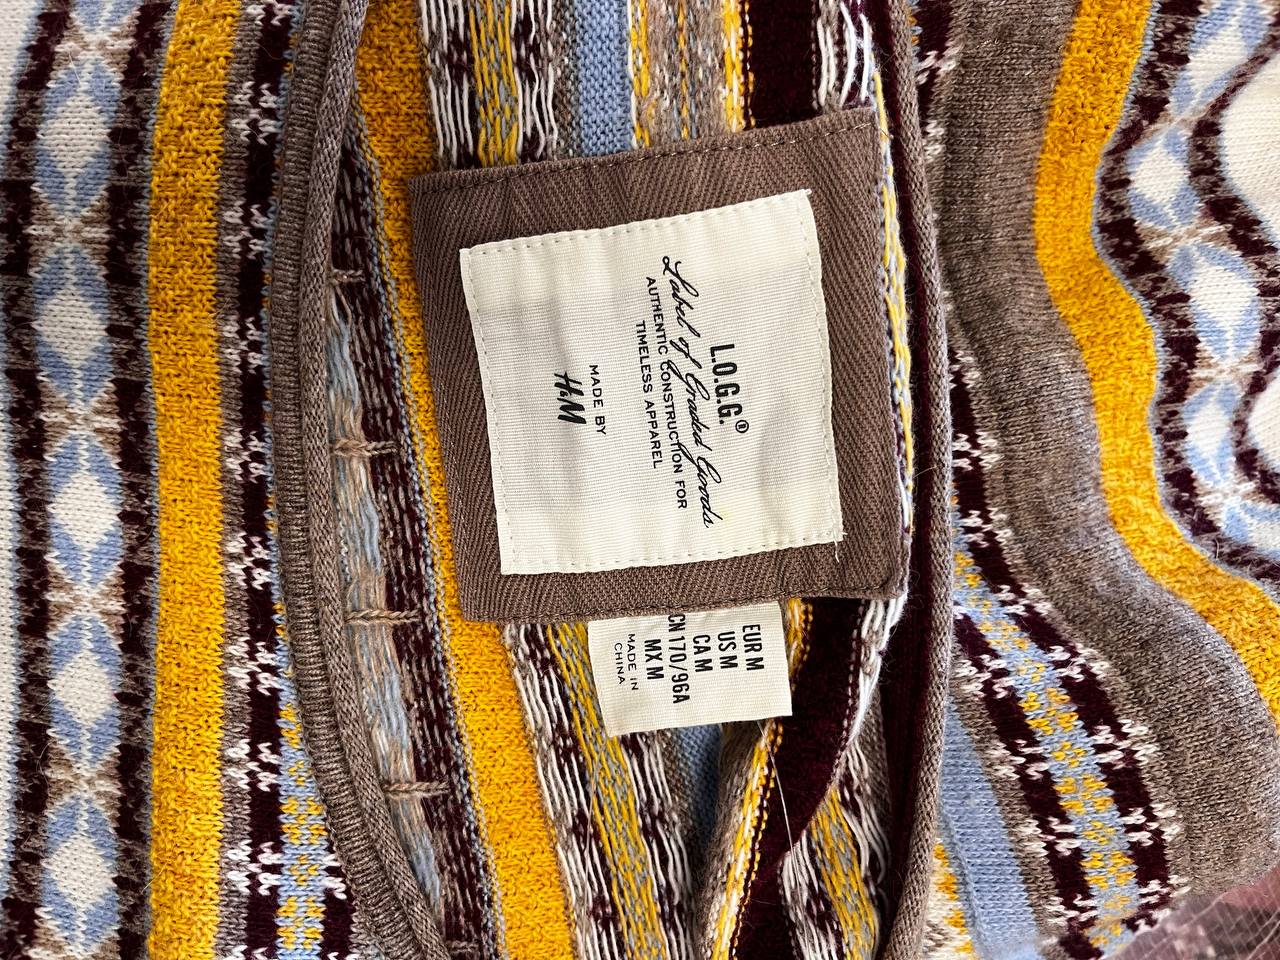 L.O.G.G.®
Label of Graded Goods
AUTHENTIC CONSTRUCTION FOR
TIMELESS APPAREL
MADE BY
H&M
EUR M
US M
CA M
CN 170/96A
MX M
MADE IN
CHINA